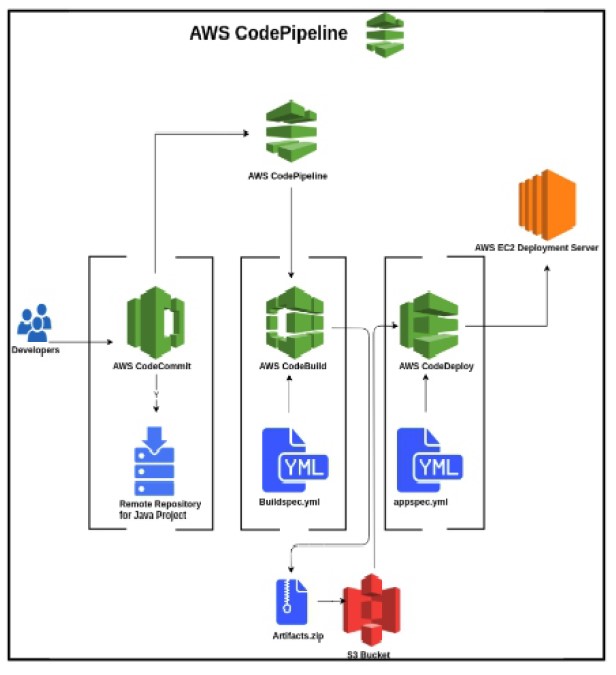 AWS CodePipeline
AWS CodePipeline
AWS EC2 Deployment Server
Developers
AWS CodeCommit
AWS CodeBuild
AWS CodeDeploy
Y
YML
YML
Remote Repository
for Java Project
Buildspec.yml
appspec.yml
Artifacts.zip
S3 Bucket